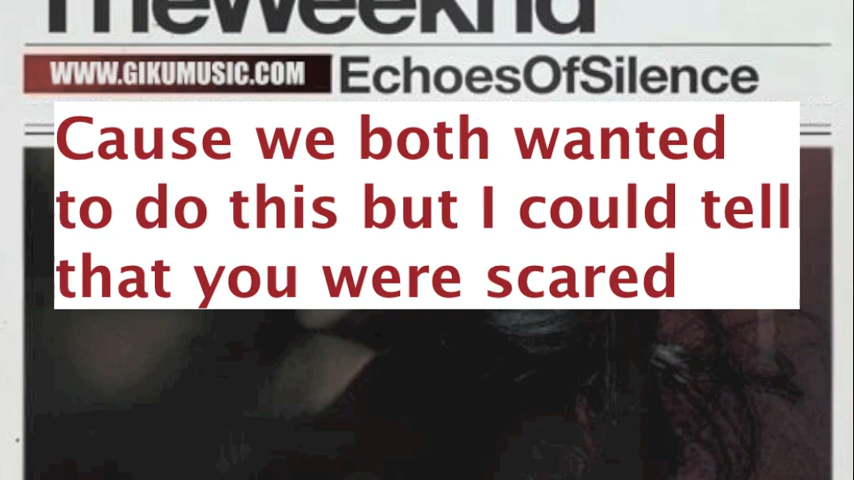 TheWeeknd
WWW.GIKUMUSIC.COM EchoesOfSilence
Cause we both wanted
to do this but I could tell
that you were scared